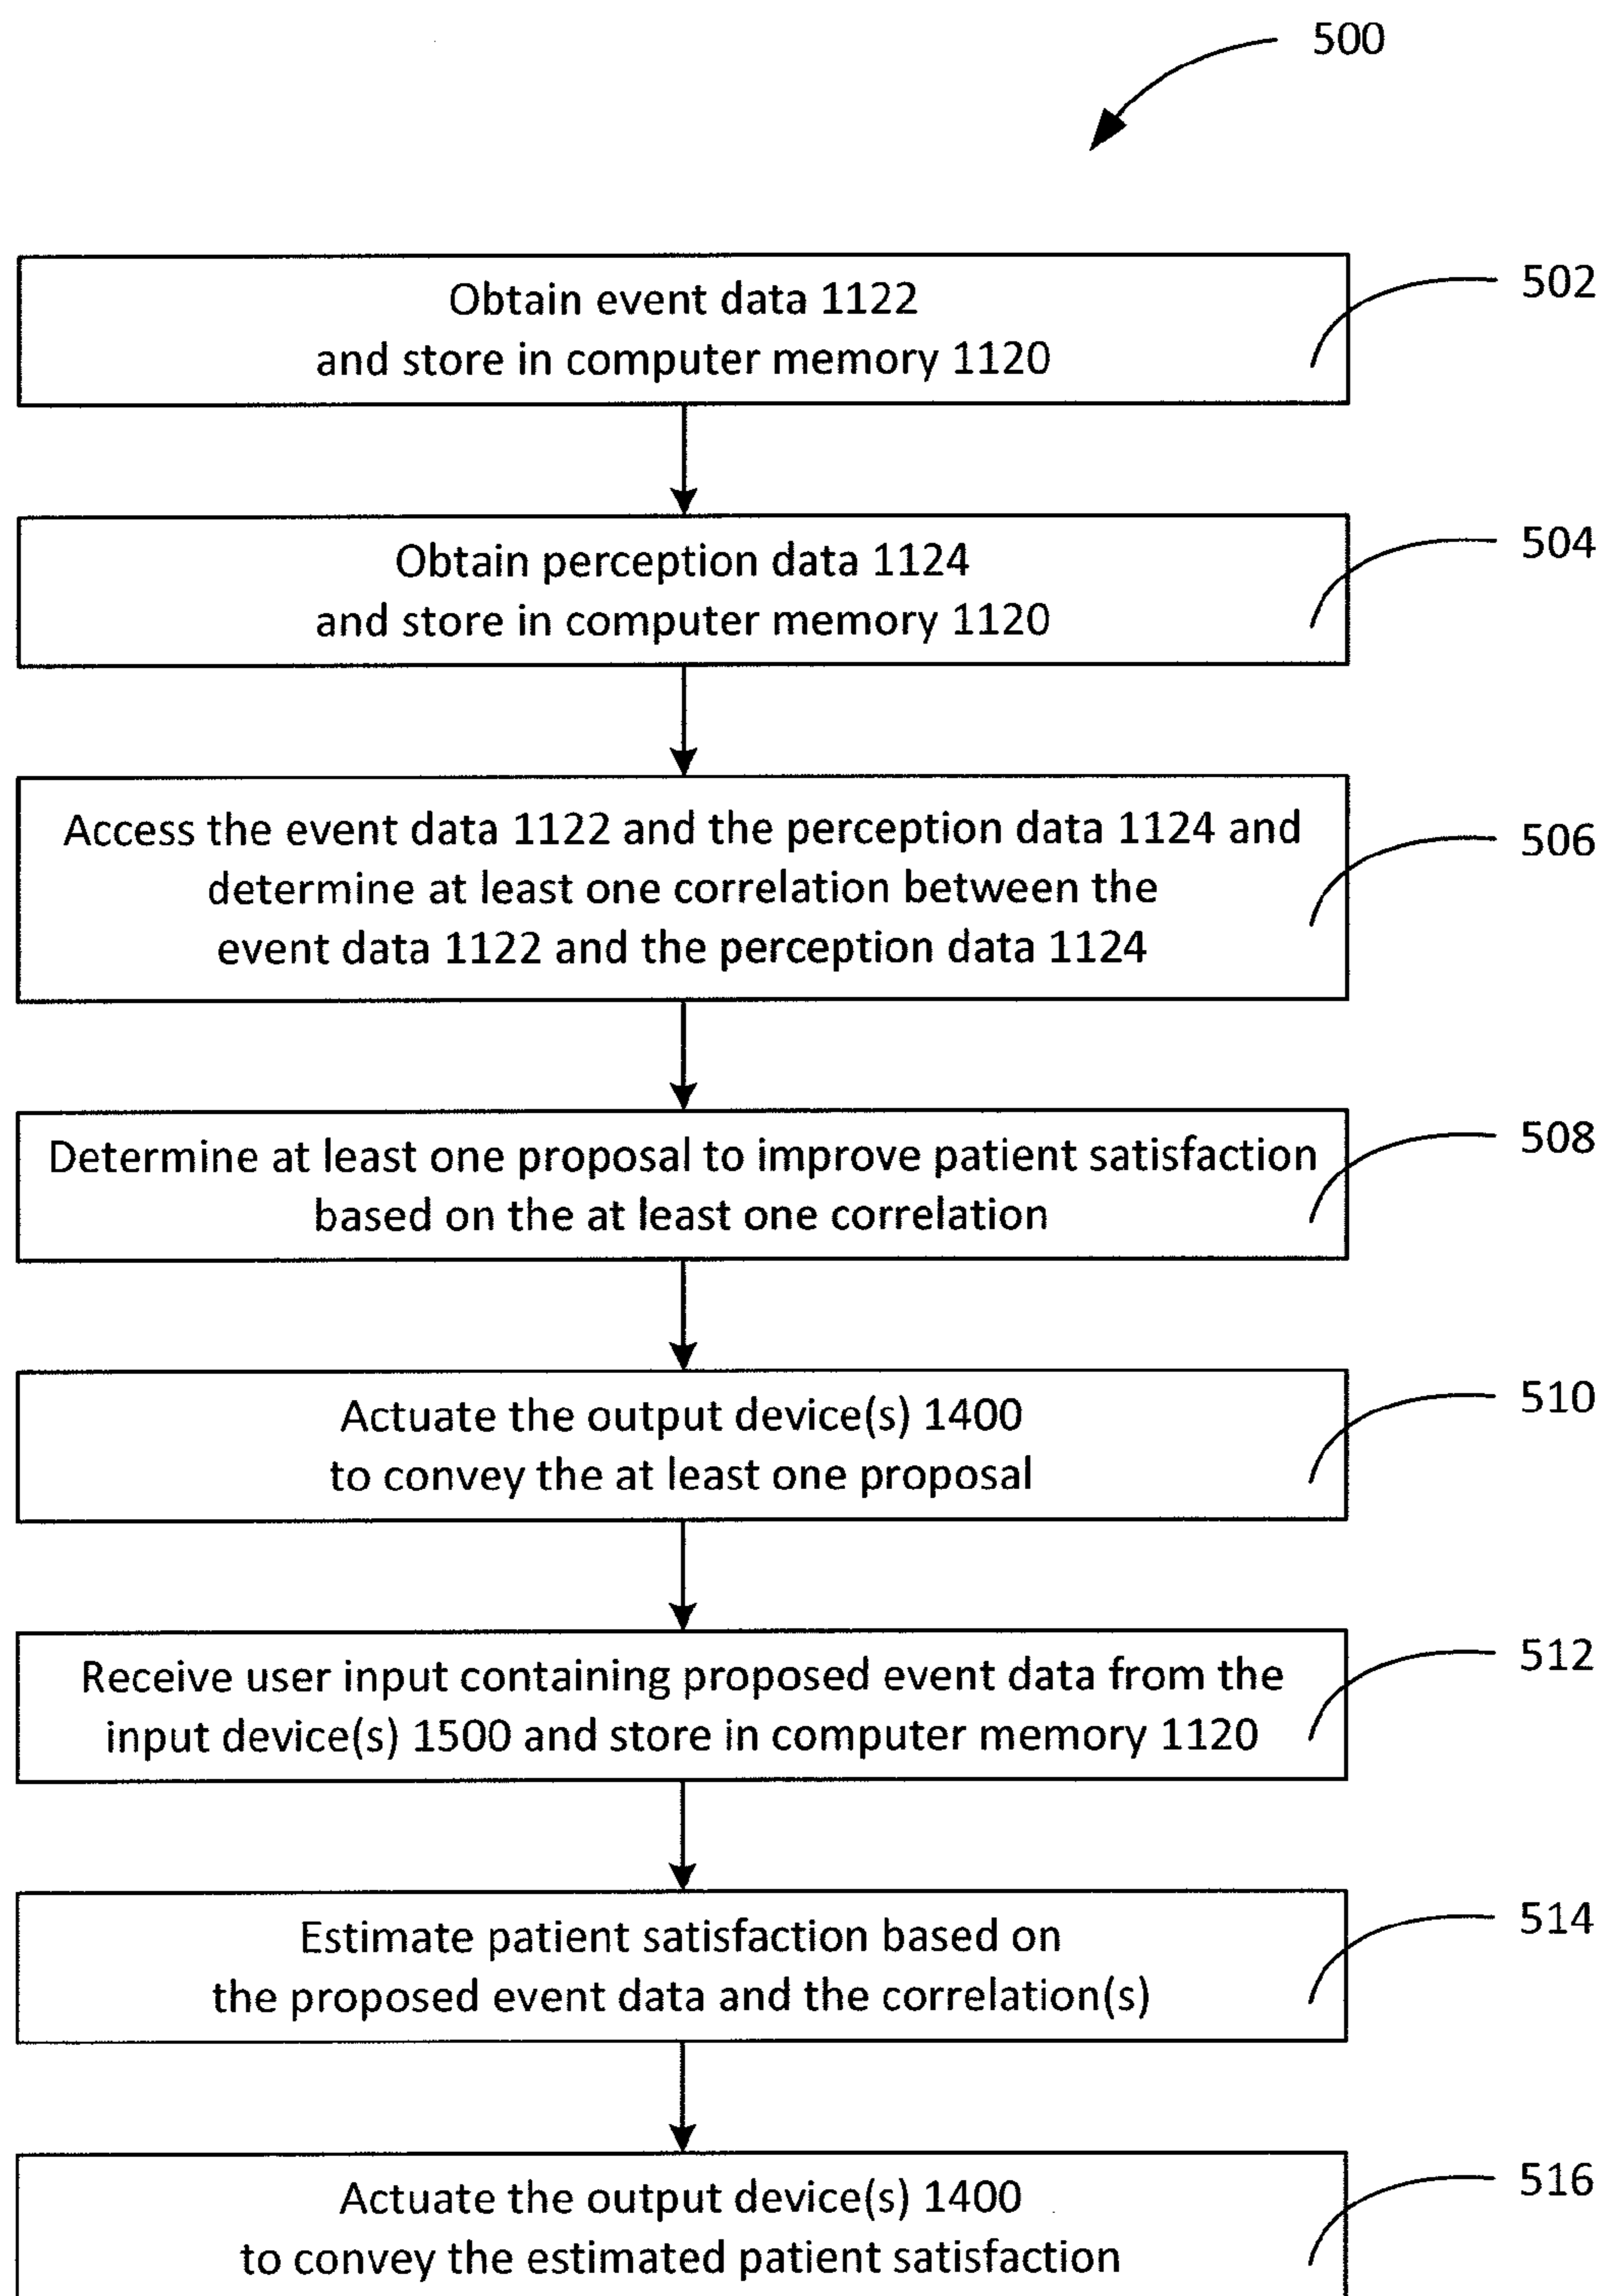 500
Obtain event data 1122
and store in computer memory 1120
502
Obtain perception data 1124
and store in computer memory 1120
504
Access the event data 1122 and the perception data 1124 and
determine at least one correlation between the
event data 1122 and the perception data 1124
506
Determine at least one proposal to improve patient satisfaction
based on the at least one correlation
508
Actuate the output device(s) 1400
to convey the at least one proposal
510
Receive user input containing proposed event data from the
input device(s) 1500 and store in computer memory 1120
512
Estimate patient satisfaction based on
the proposed event data and the correlation(s)
514
Actuate the output device(s) 1400
to convey the estimated patient satisfaction
516